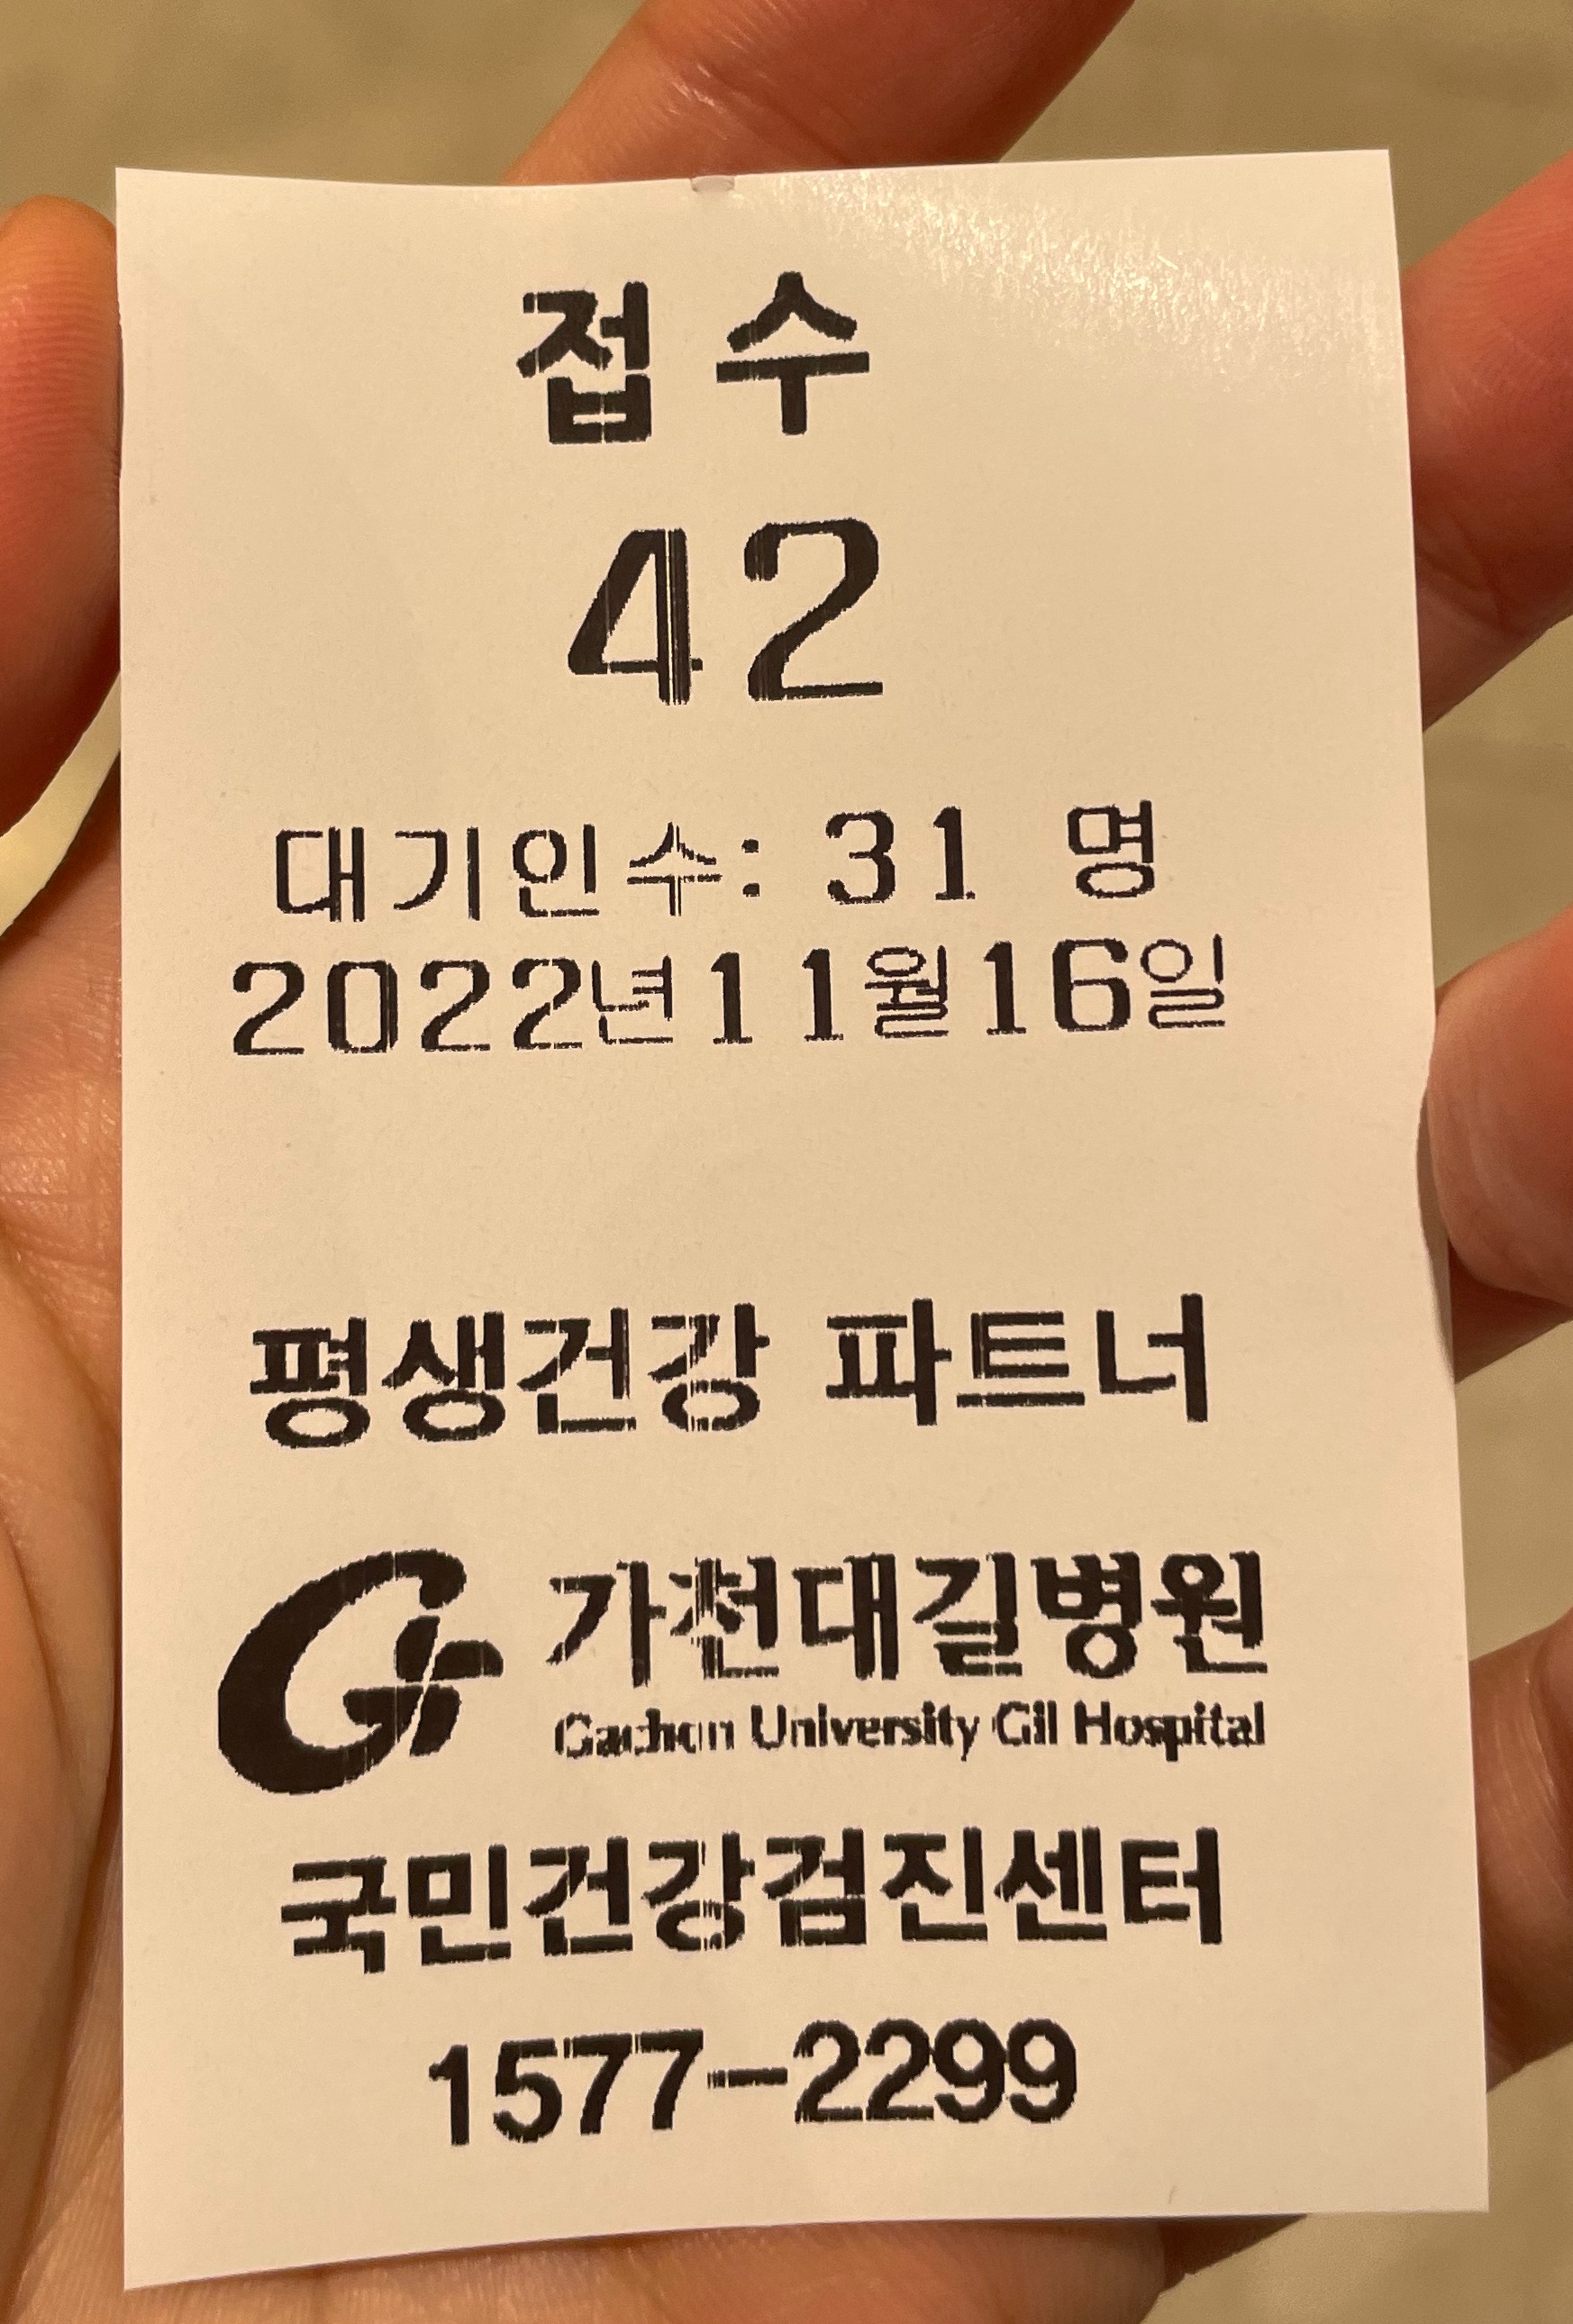 접 수
42
대기인수: 31 명
2022년11월16일
평생건강 파트너
가천대길병원
Gachon University Gil Hospital
국민건강검진센터
1577-2299